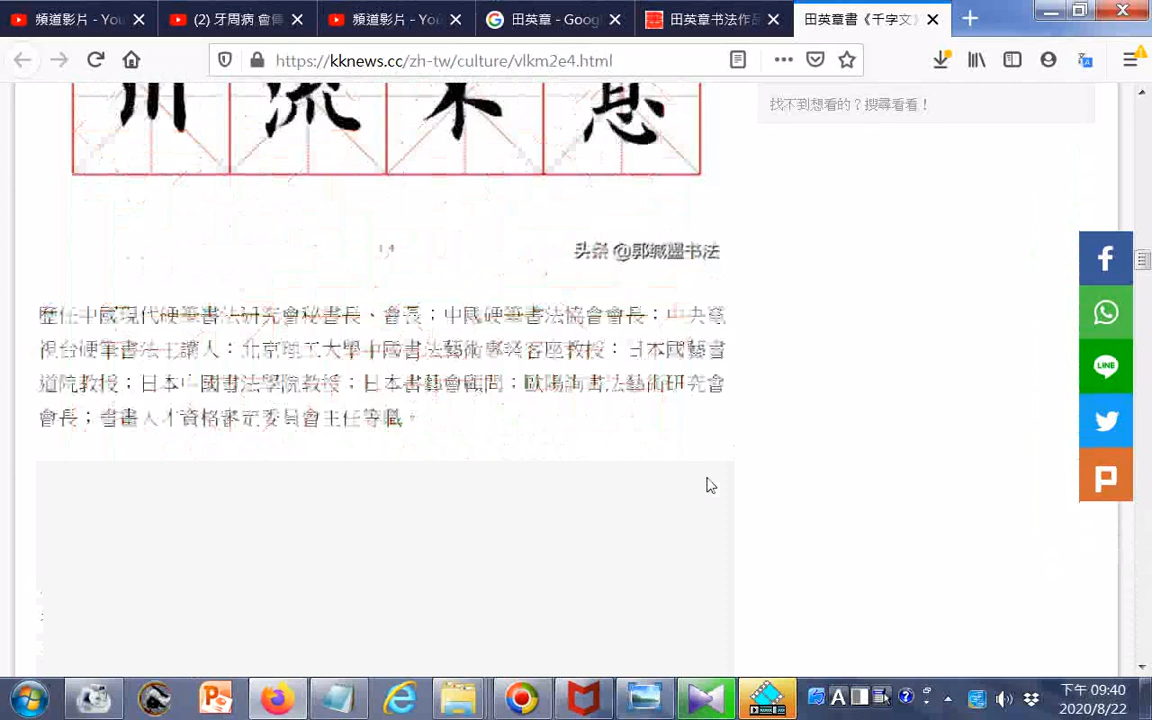 頻道影片 - You
(2) 牙周病 會傳
頻道影片 - You
田英章 - Goog
田英章书法作品
田英章書《千字文》
https://kknews.cc/zh-tw/culture/vlkm2e4.html
川流不息
找不到想看的？搜尋看看！
14
头条 @郭缄墨书法
歷任中國現代硬筆書法研究會秘書長、會長；中國硬筆書法協會會長；中央電
視台硬筆書法主講人；北京理工大學中國書法藝術專業客座教授；日本國藝書
道院教授；日本中國書法學院教授；日本書藝會顧問；歐陽詢書法藝術研究會
會長；書畫人才資格審定委員會主任等職。
下午 09:40
2020/8/22